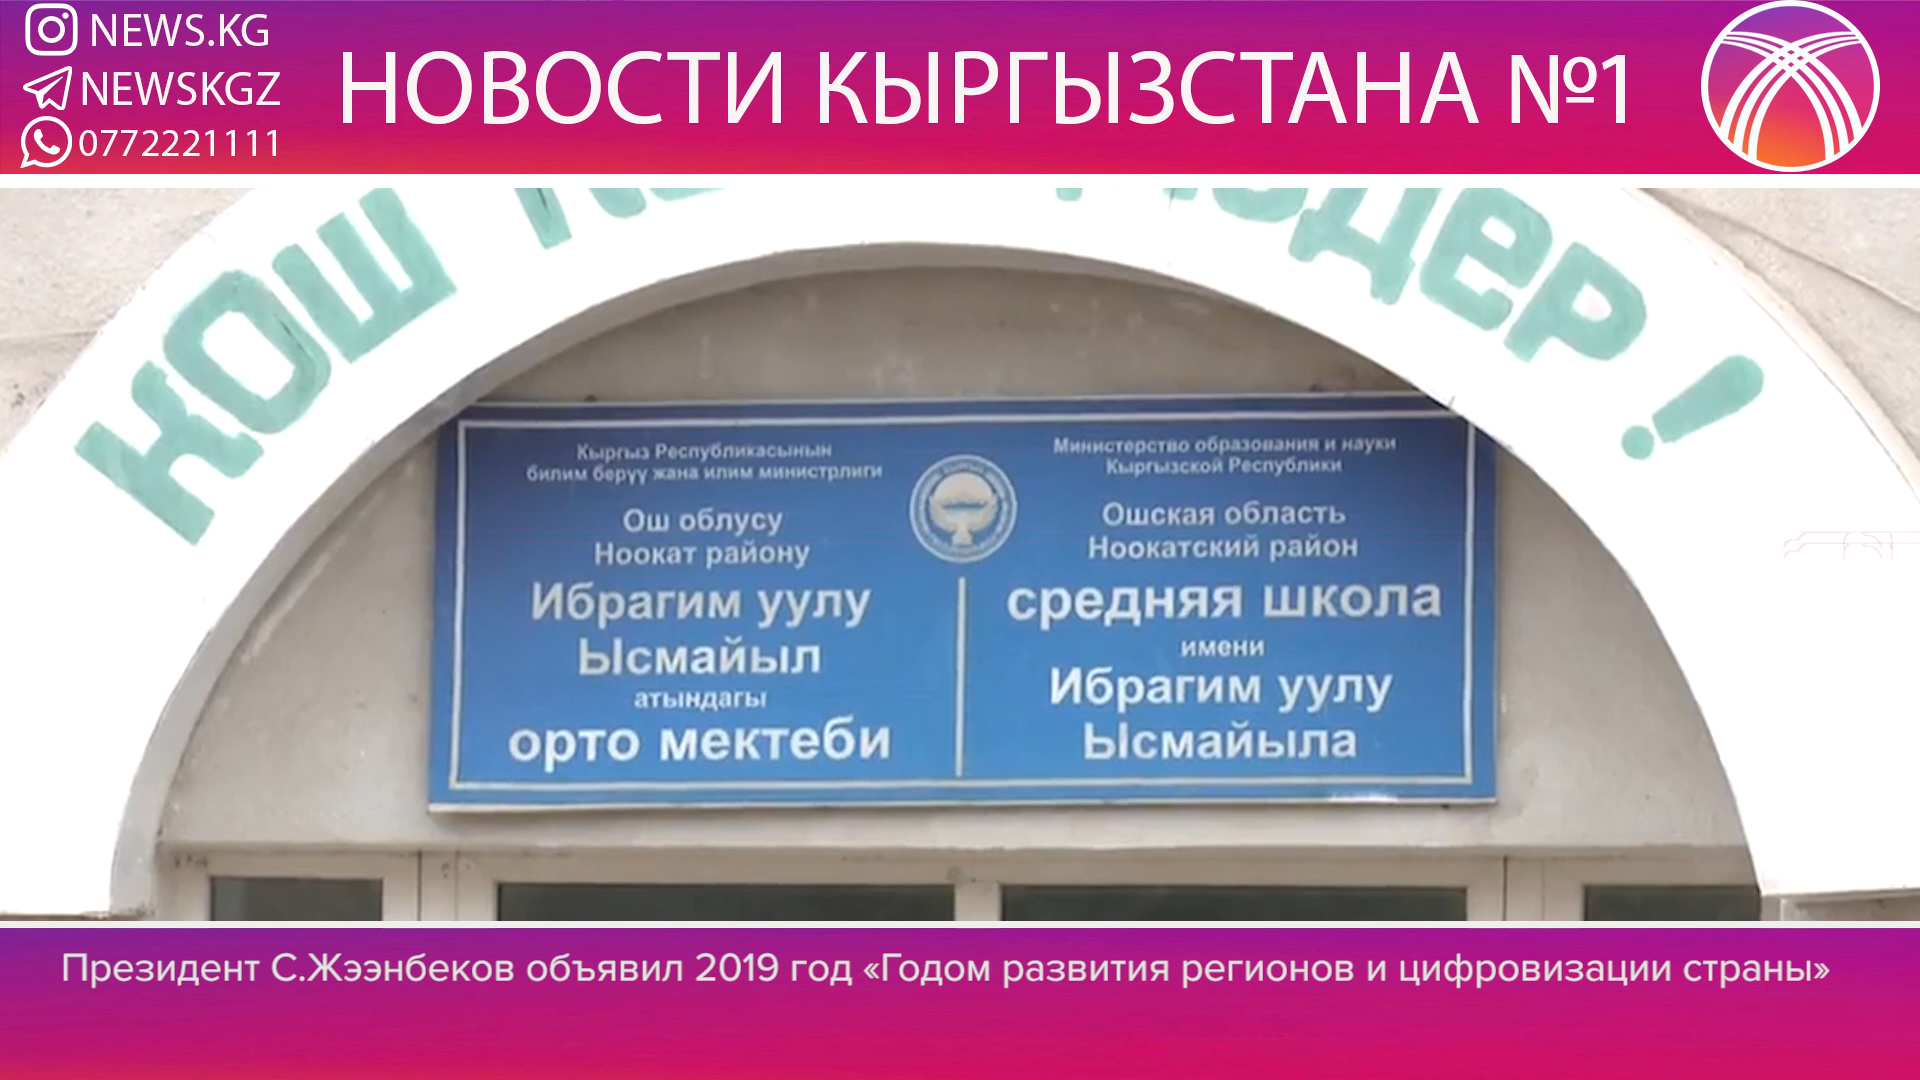 NEWS.KG
NEWSKGZ
0772221111
НОВОСТИ КЫРГЫЗСТАНА №1
КОШ
!
Кыргыз Республикасынын
билим берүү жана илим министрлиги
Ош облусу
Ноокат району
Ибрагим уулу
Ысмайыл
атындагы
орто мектеби
Министерство образования и науки
Кыргызской Республики
Ошская область
Ноокатский район
средняя школа
имени
Ибрагим уулу
Ысмайыла
Президент С.Жээнбеков объявил 2019 год «Годом развития регионов и цифровизации страны»